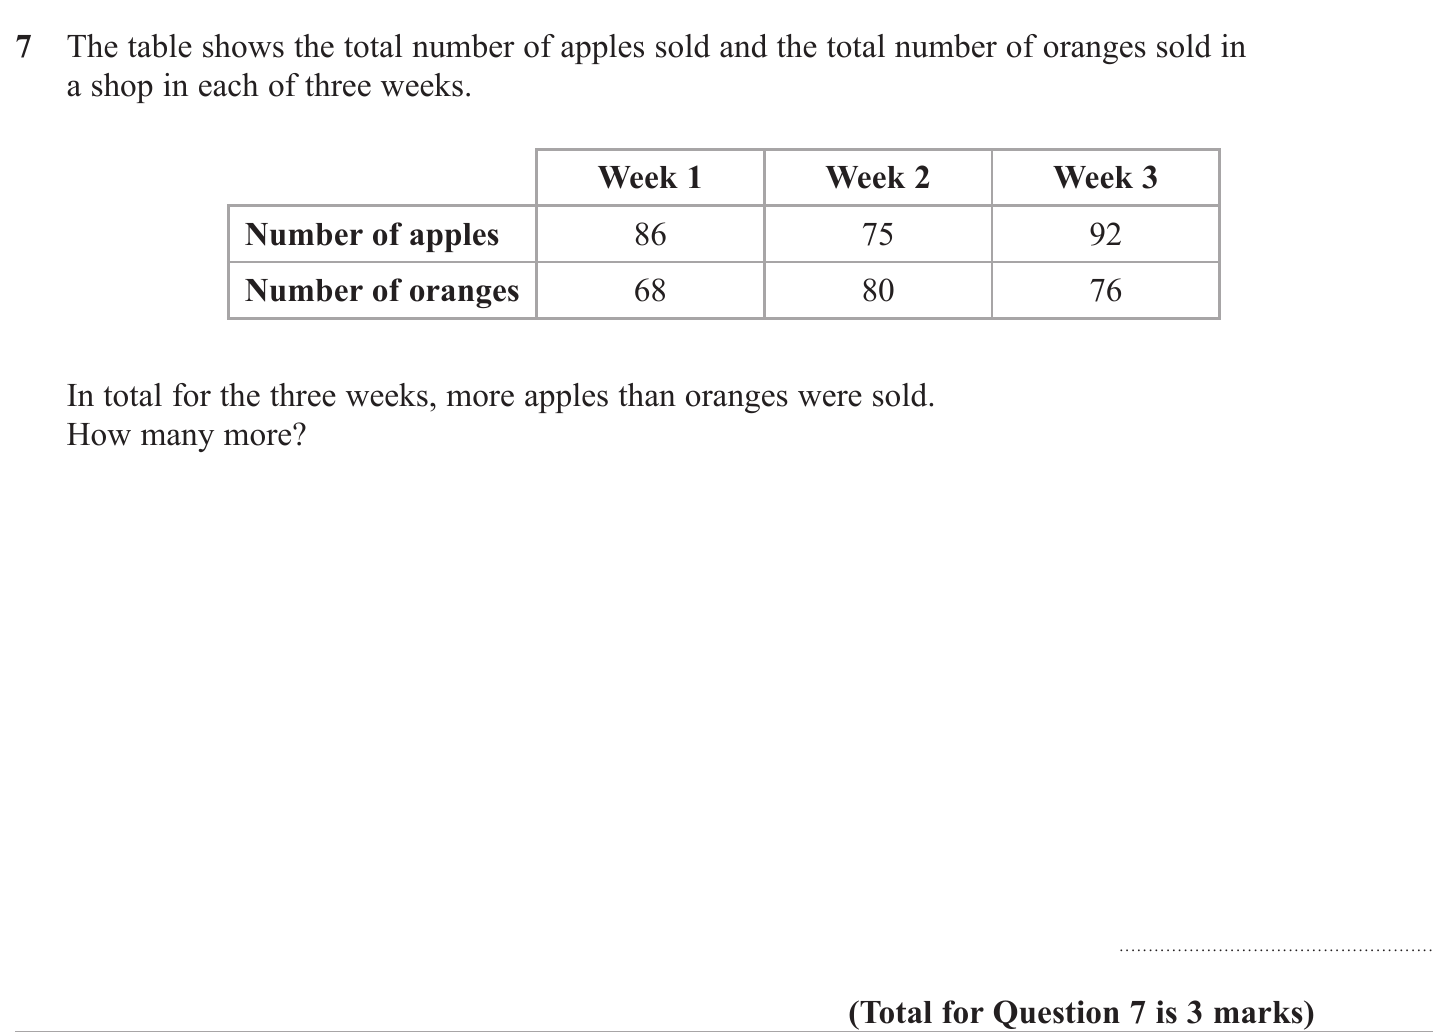 7 The table shows the total number of apples sold and the total number of oranges sold in
a shop in each of three weeks.
Week 1 Week 2 Week 3
Number of apples 86 75 92
Number of oranges 68 80 76
In total for the three weeks, more apples than oranges were sold.
How many more?
(Total for Question 7 is 3 marks)